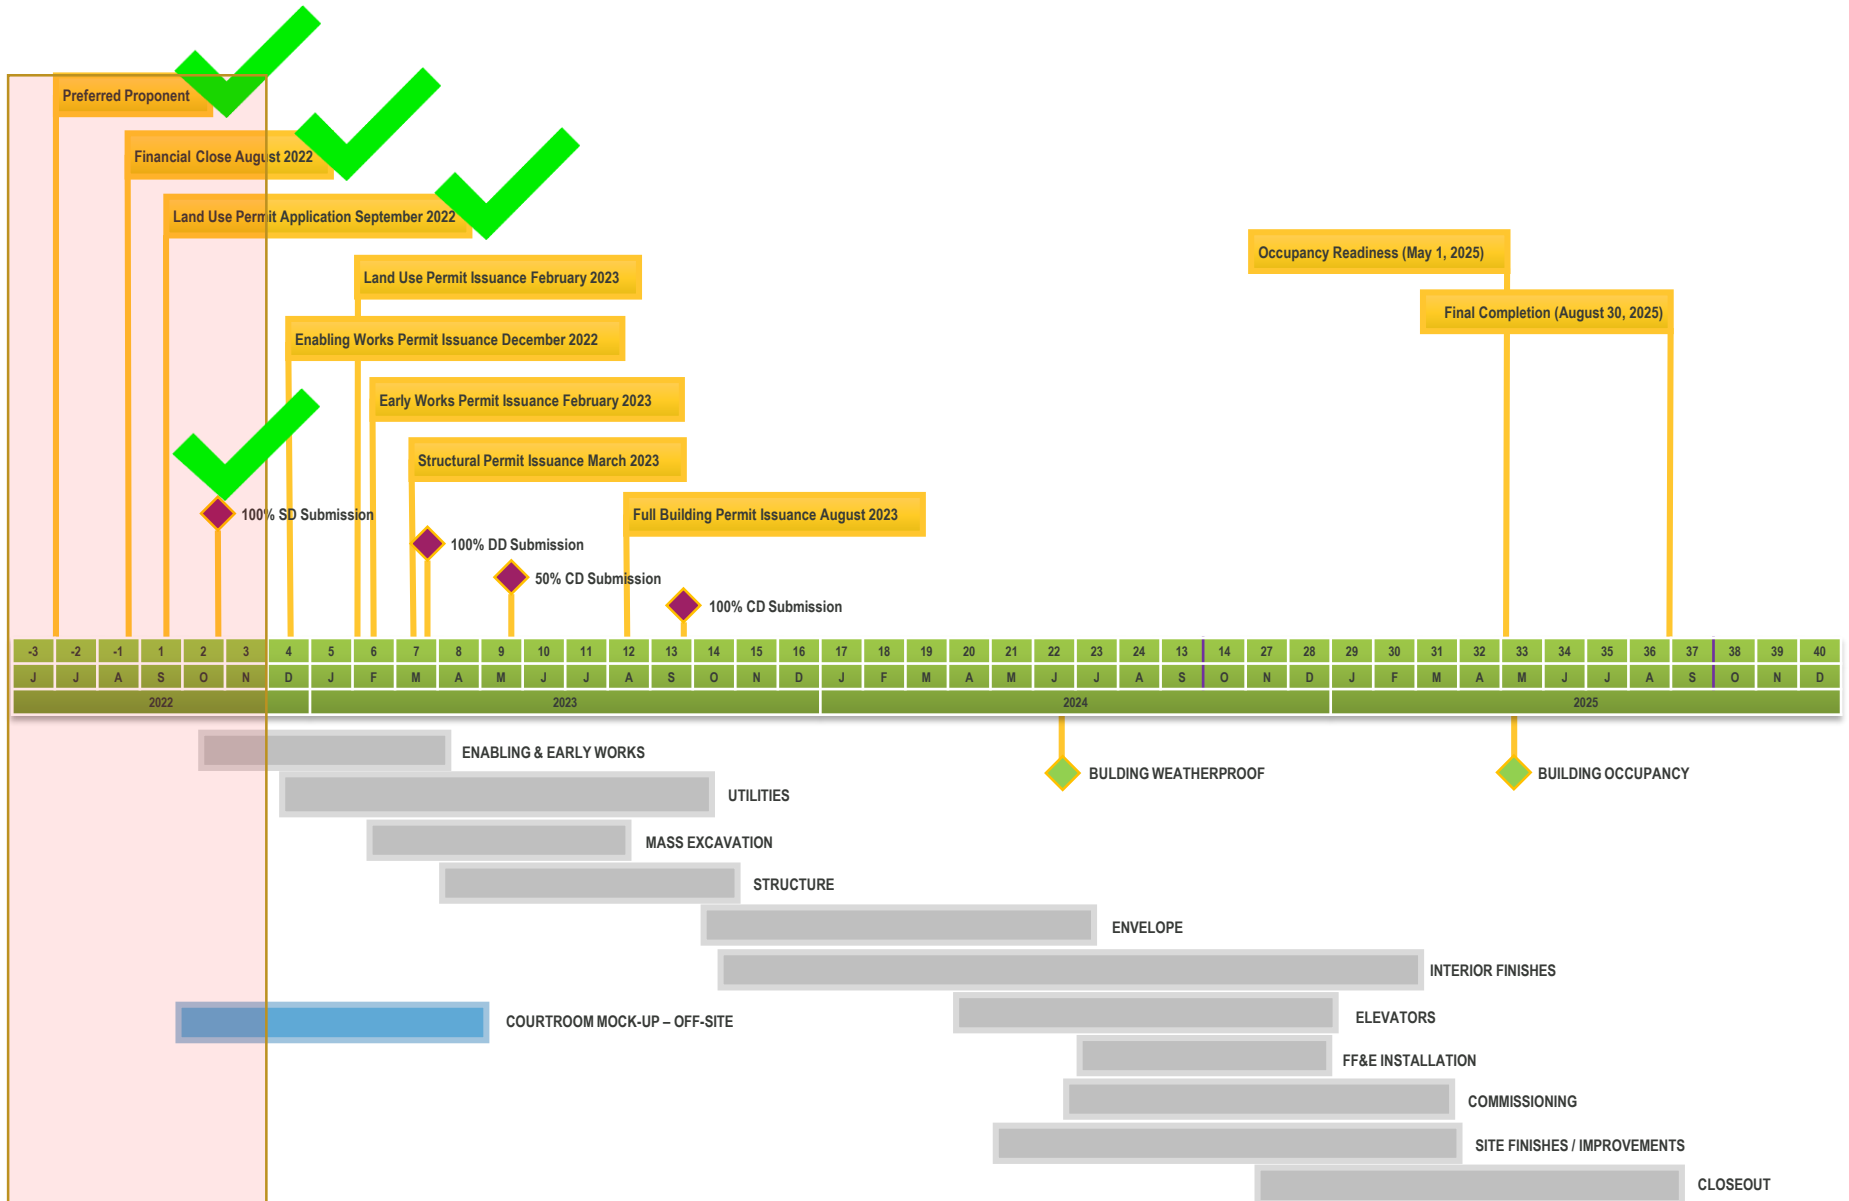 Preferred Proponent
Financial Close August 2022
Land Use Permit Application September 2022
Land Use Permit Issuance February 2023
Occupancy Readiness (May 1, 2025)
Final Completion (August 30, 2025)
Enabling Works Permit Issuance December 2022
Early Works Permit Issuance February 2023
Structural Permit Issuance March 2023
100% SD Submission
Full Building Permit Issuance August 2023
100% DD Submission
50% CD Submission
100% CD Submission
-3 -2 -1 1 2 3 4 5 6 7 8 9 10 11 12 13 14 15 16 17 18 19 20 21 22 23 24 13 14 27 28 29 30 31 32 33 34 35 36 37 38 39 40
J J A S O N D J F M A M J J A S O N D J F M A M J J A S O N D J F M A M J J A S O N D
2022 2023 2024 2025
ENABLING & EARLY WORKS
BULDING WEATHERPROOF
BUILDING OCCUPANCY
UTILITIES
MASS EXCAVATION
STRUCTURE
ENVELOPE
INTERIOR FINISHES
COURTROOM MOCK-UP – OFF-SITE
ELEVATORS
FF&E INSTALLATION
COMMISSIONING
SITE FINISHES / IMPROVEMENTS
CLOSEOUT